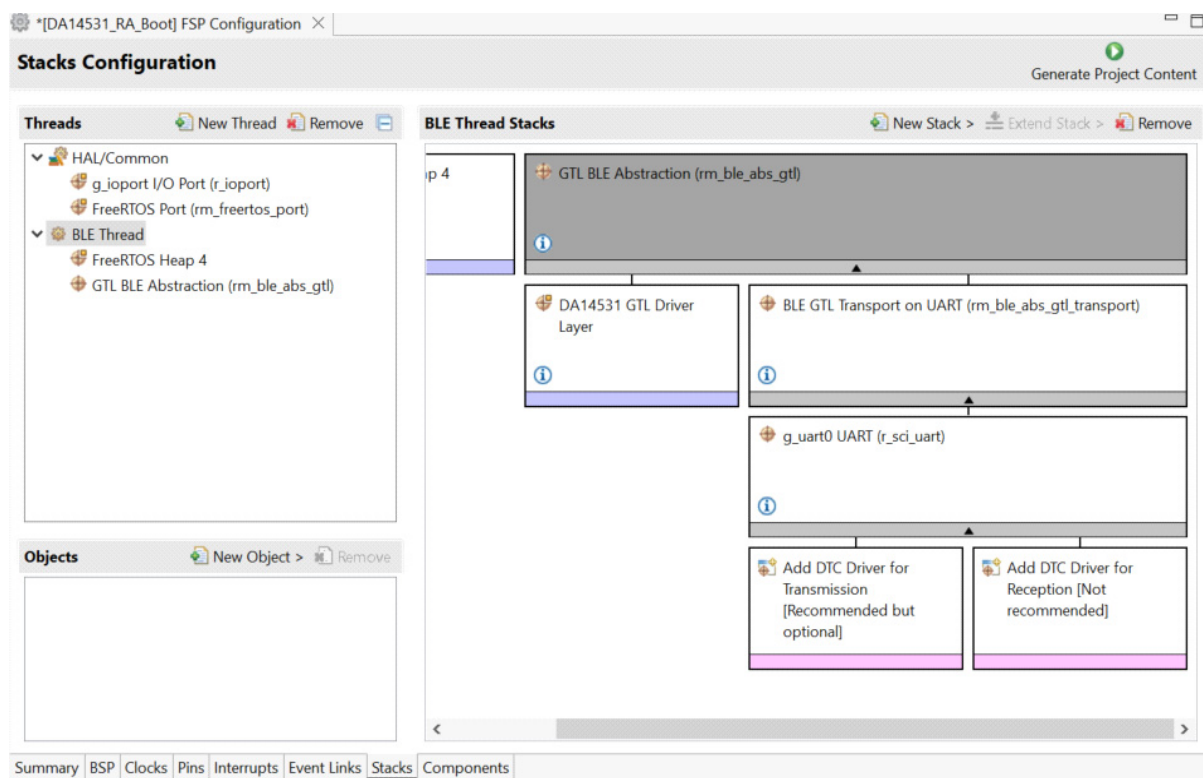 *[DA14531_RA_Boot] FSP Configuration
Stacks Configuration
Generate Project Content
Threads
New Thread
Remove
HAL/Common
g_ioport I/O Port (r_ioport)
FreeRTOS Port (rm_freertos_port)
BLE Thread
FreeRTOS Heap 4
GTL BLE Abstraction (rm_ble_abs_gtl)
Objects
New Object >
Remove
BLE Thread Stacks
New Stack >
Extend Stack >
Remove
ap 4
GTL BLE Abstraction (rm_ble_abs_gtl)
DA14531 GTL Driver
Layer
BLE GTL Transport on UART (rm_ble_abs_gtl_transport)
g_uart0 UART (r_sci_uart)
Add DTC Driver for
Transmission
[Recommended but
optional]
Add DTC Driver for
Reception [Not
recommended]
Summary BSP Clocks Pins Interrupts Event Links Stacks Components